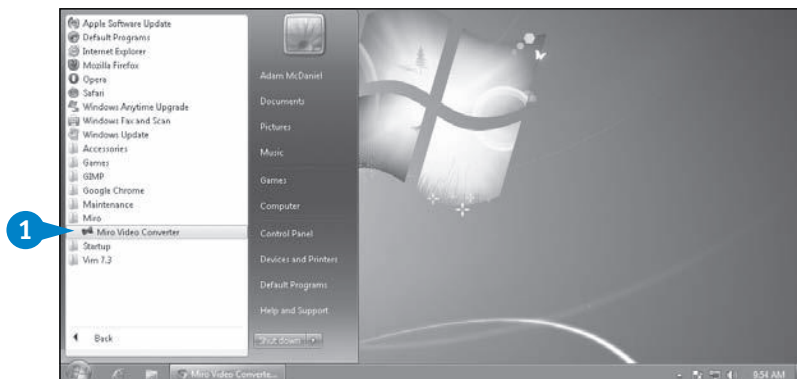 Apple Software Update
Default Programs
Internet Explorer
Mozilla Firefox
Opera
Safari
Windows Anytime Upgrade
Windows Fax and Scan
Windows Update
Accessories
Games
GIMP
Google Chrome
Maintenance
Miro
1
Miro Video Converter
Startup
Vim 7.3
Back
Adam McDaniel
Documents
Pictures
Music
Games
Computer
Control Panel
Devices and Printers
Default Programs
Help and Support
Shut down
Miro Video Converte...
9:54 AM